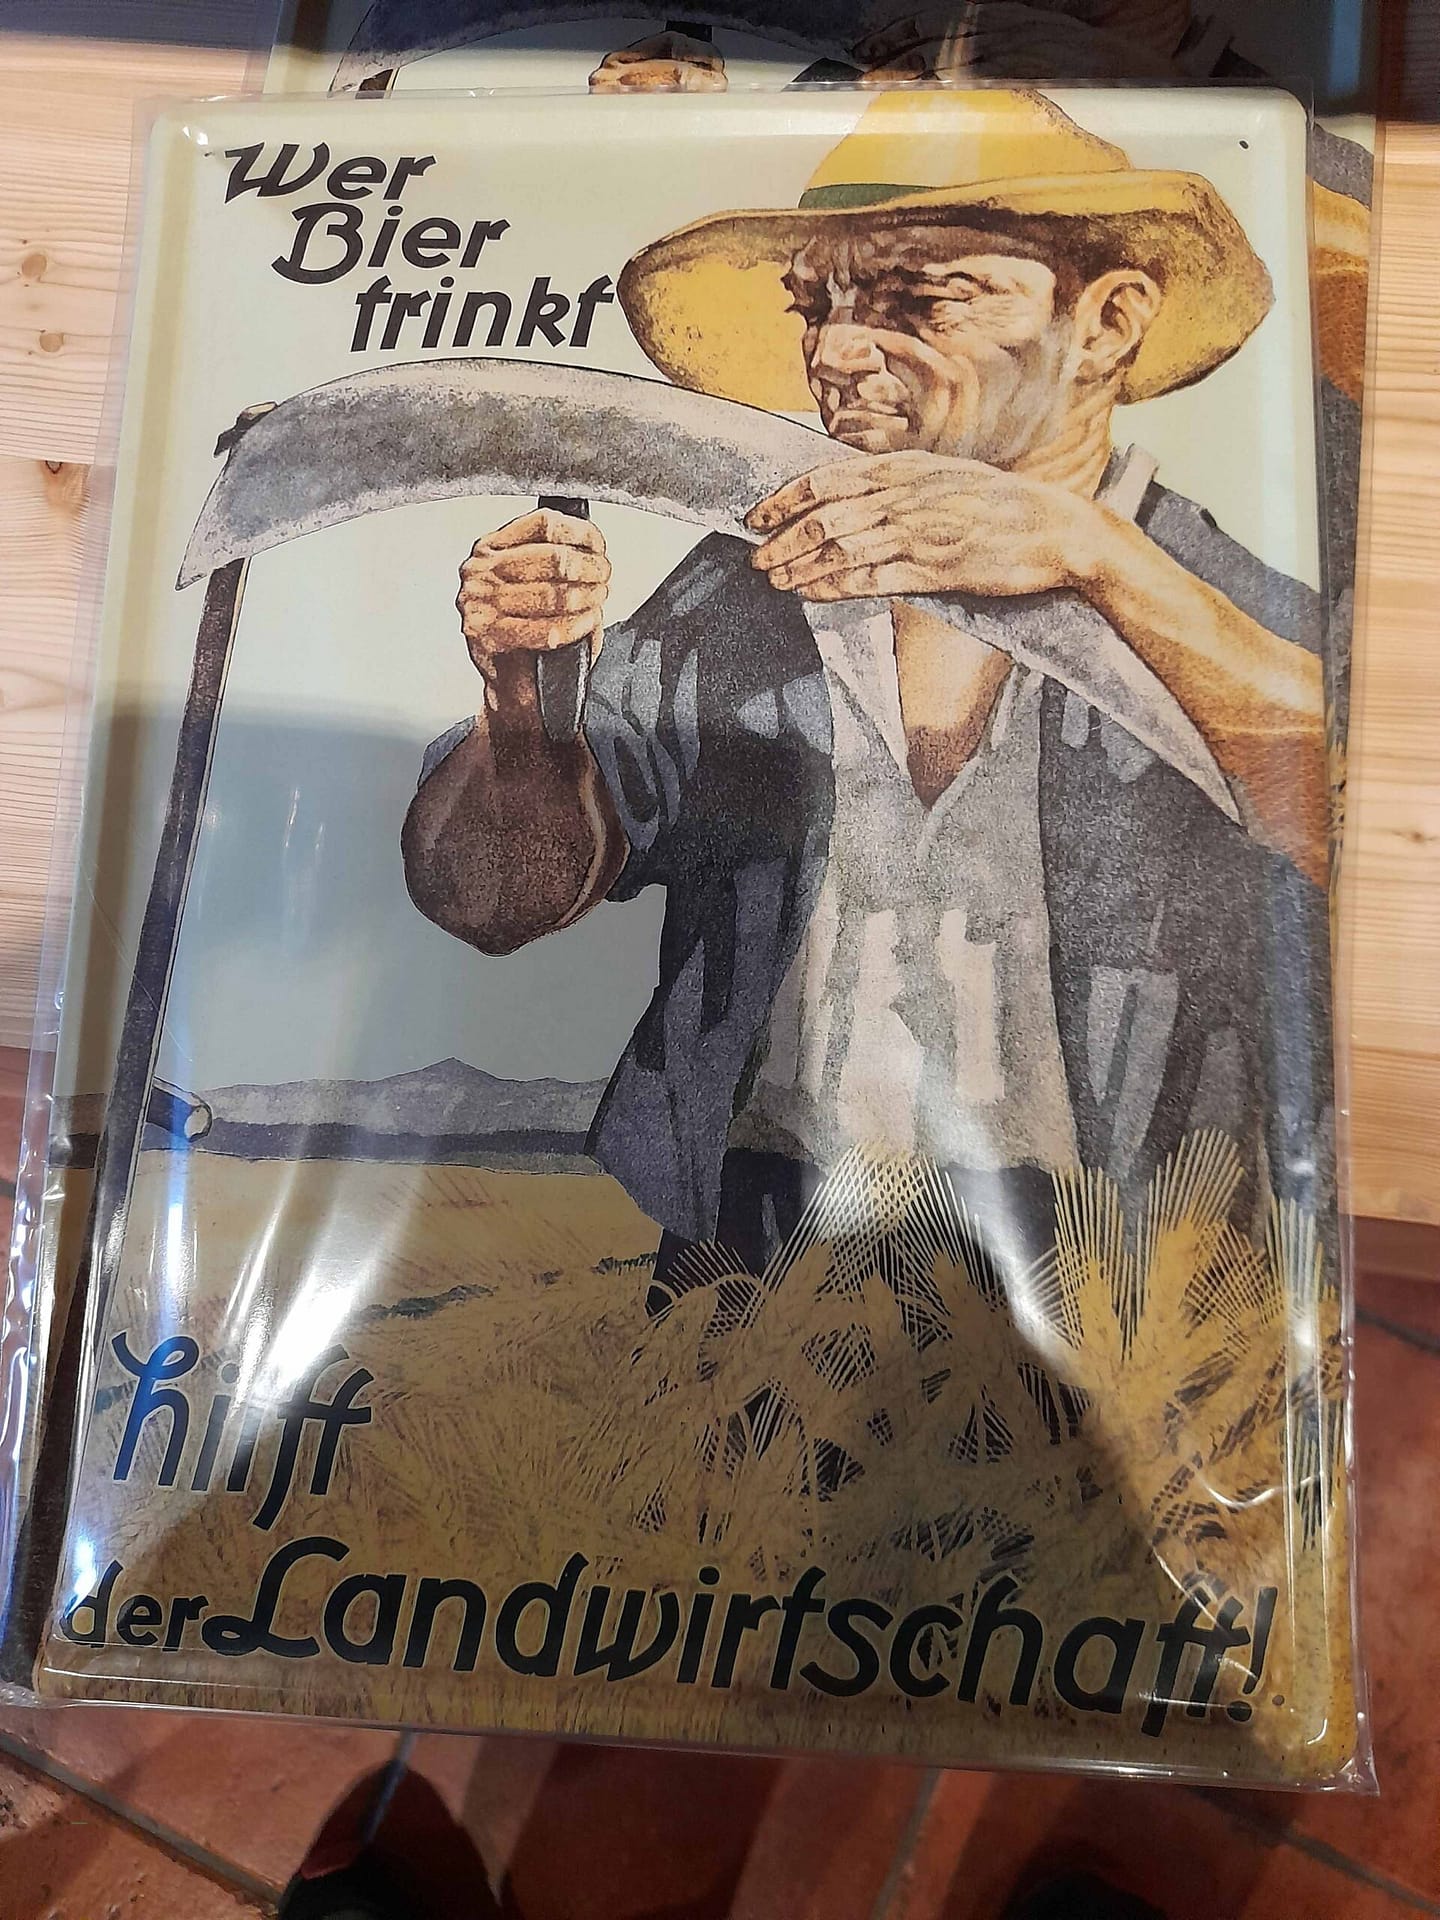 Wer
Bier
trinkt
hilft
der Landwirtschaft!